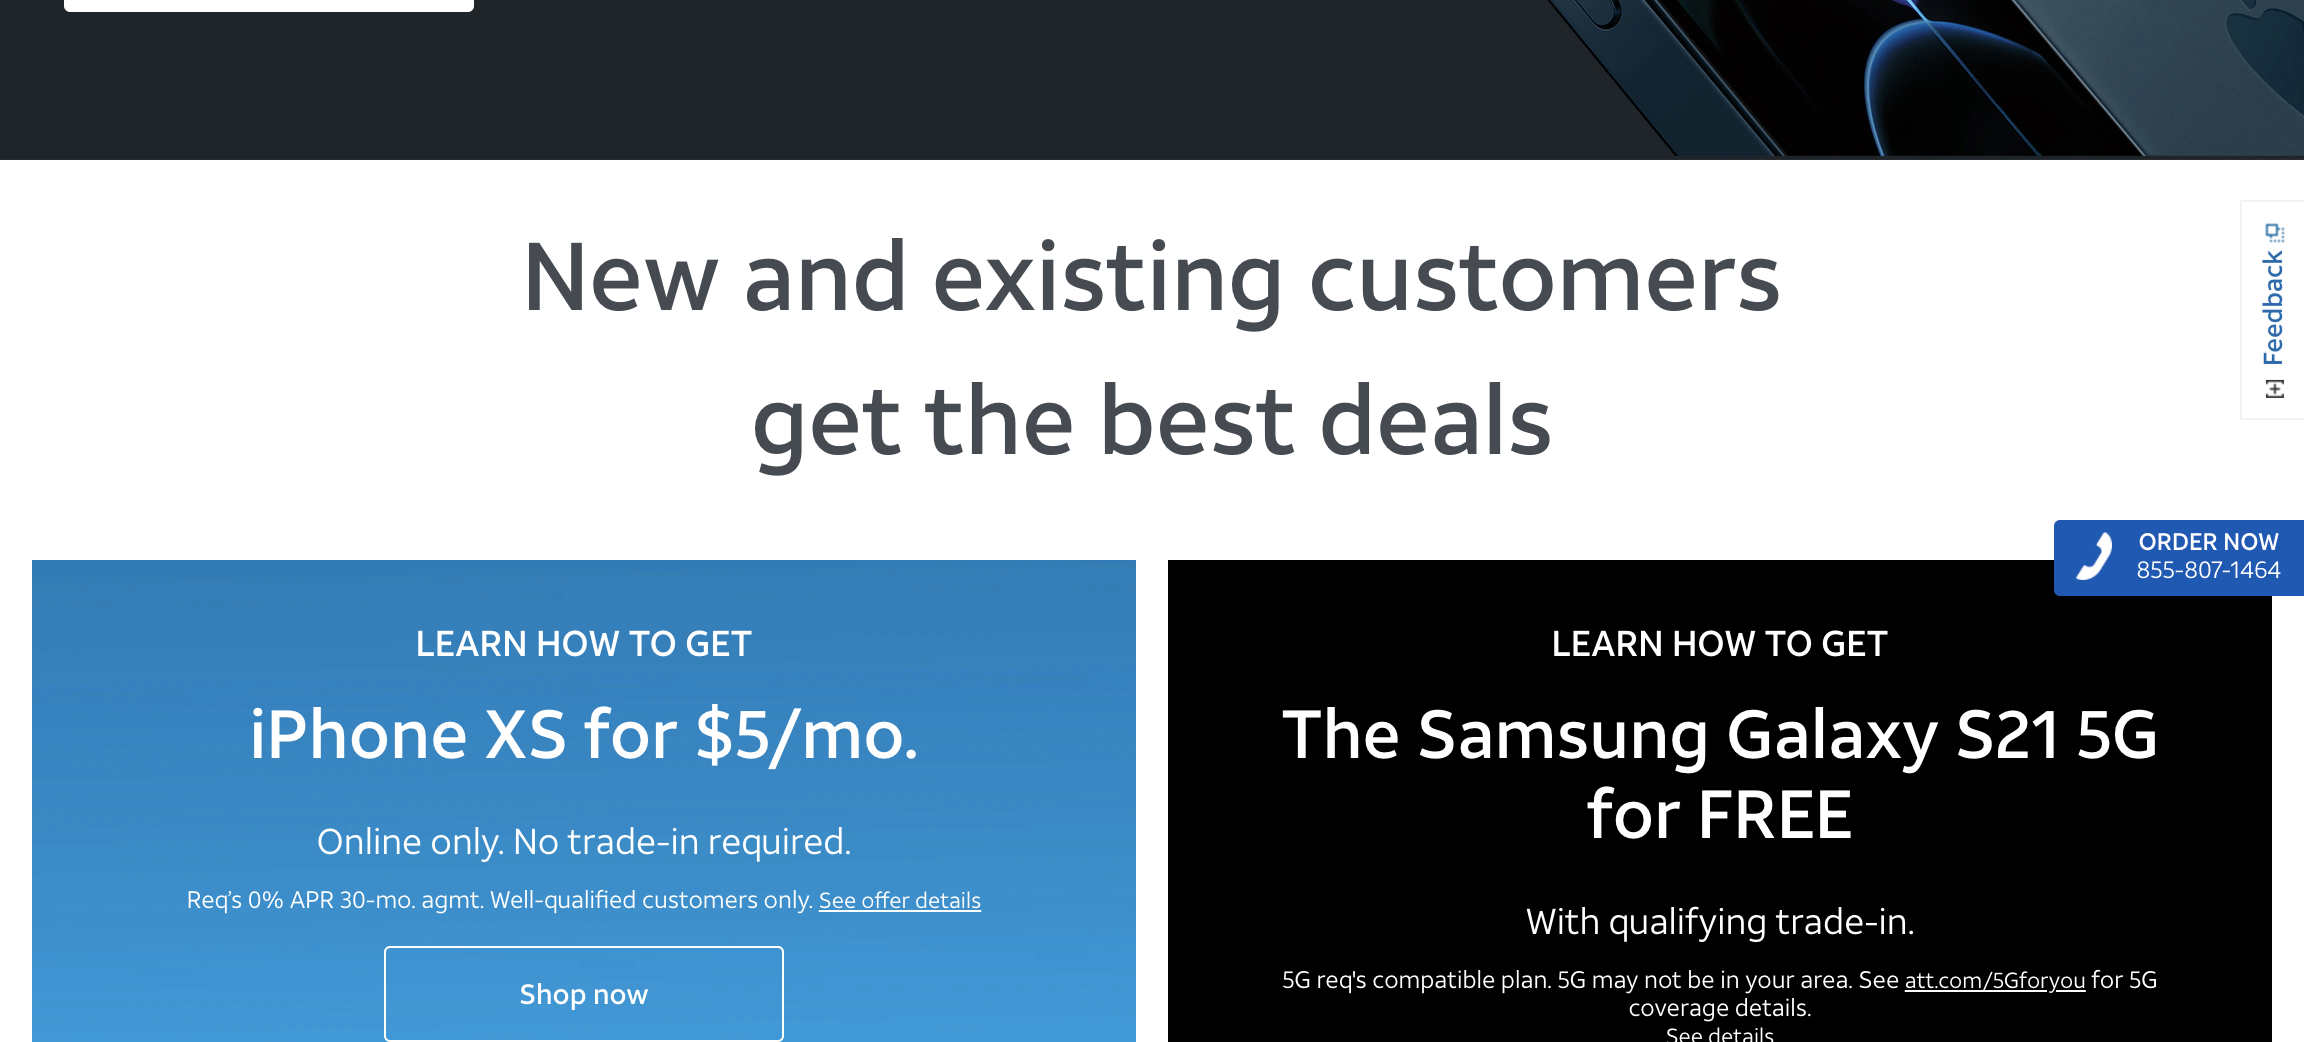 New and existing customers
get the best deals
Feedback
ORDER NOW
855-807-1464
LEARN HOW TO GET
iPhone XS for $5/mo.
Online only. No trade-in required.
Req’s 0% APR 30-mo. agmt. Well-qualified customers only. See offer details
Shop now
LEARN HOW TO GET
The Samsung Galaxy S21 5G
for FREE
With qualifying trade-in.
5G req's compatible plan. 5G may not be in your area. See att.com/5Gforyou for 5G
coverage details.
See details